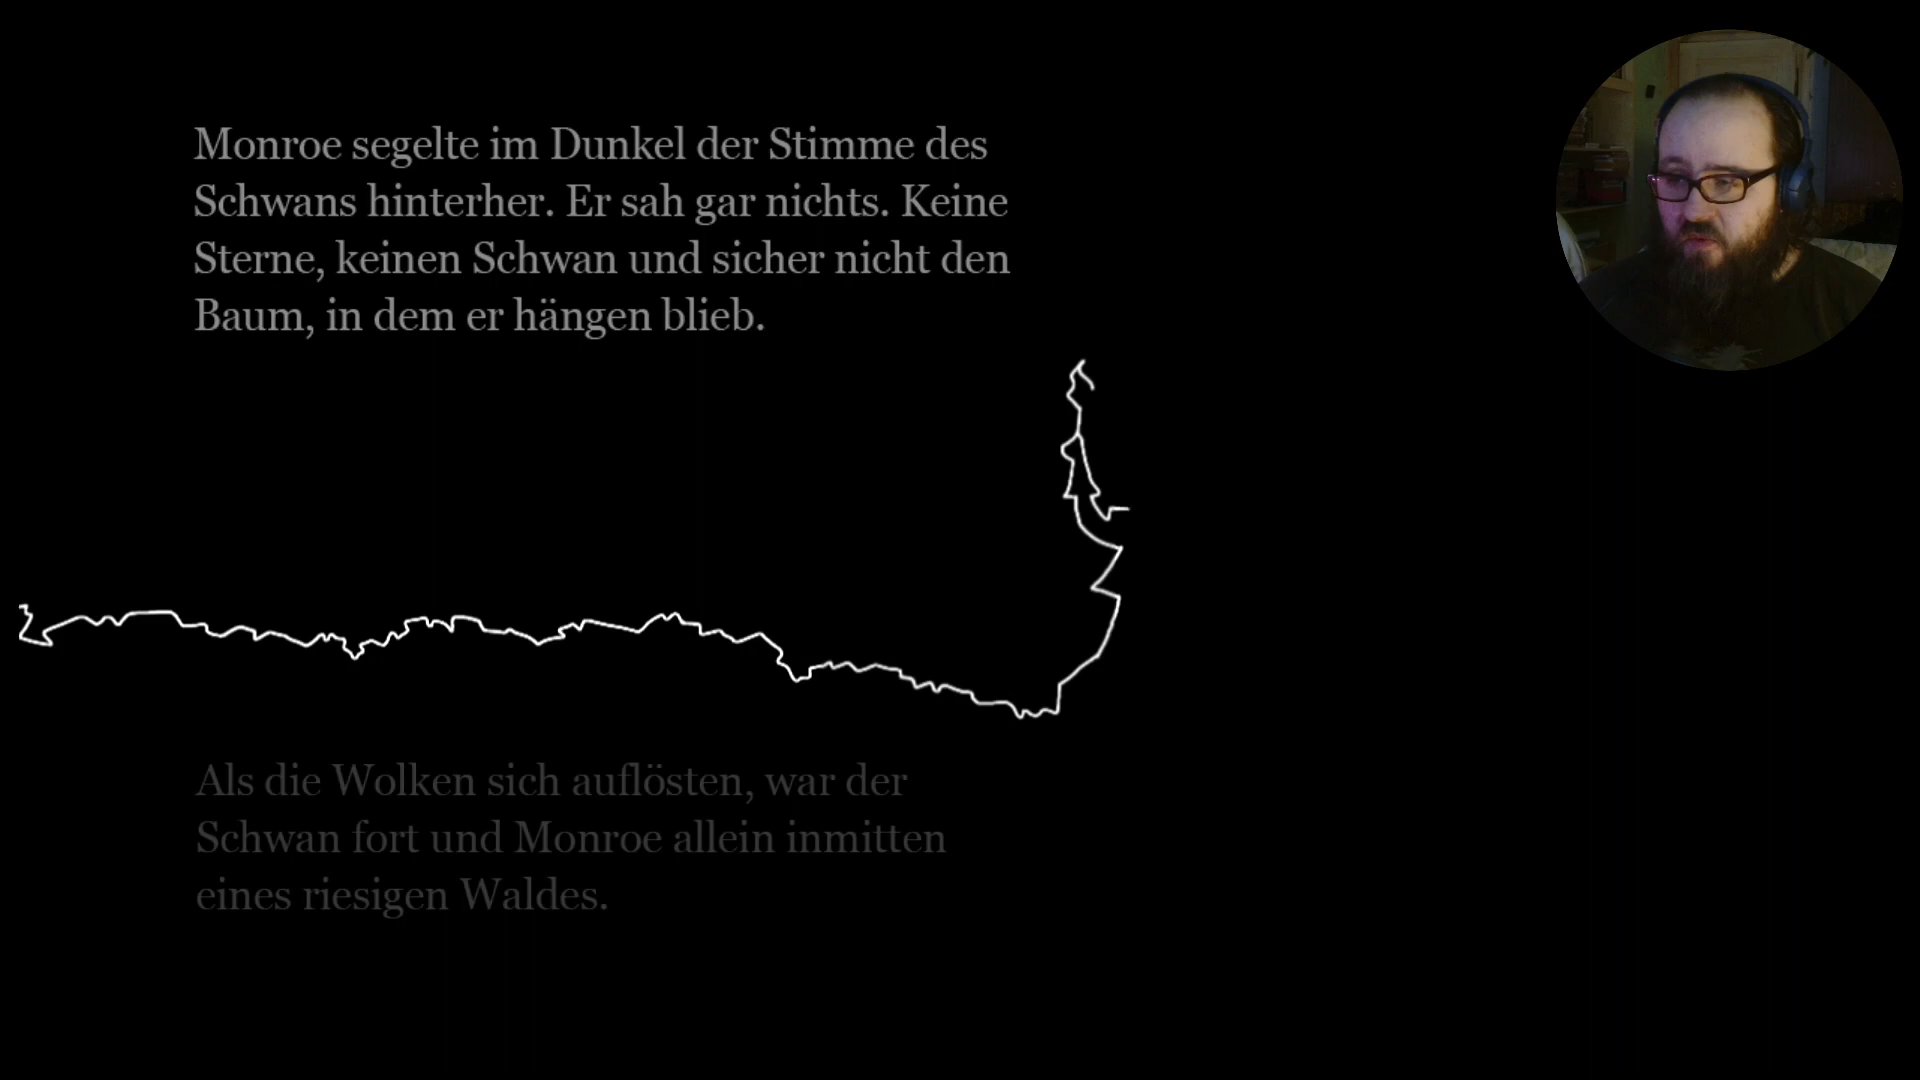 Monroe segelte im Dunkel der Stimme des
Schwans hinterher. Er sah gar nichts. Keine
Sterne, keinen Schwan und sicher nicht den
Baum, in dem er hängen blieb.
Als die Wolken sich auflösten, war der
Schwan fort und Monroe allein inmitten
eines riesigen Waldes.